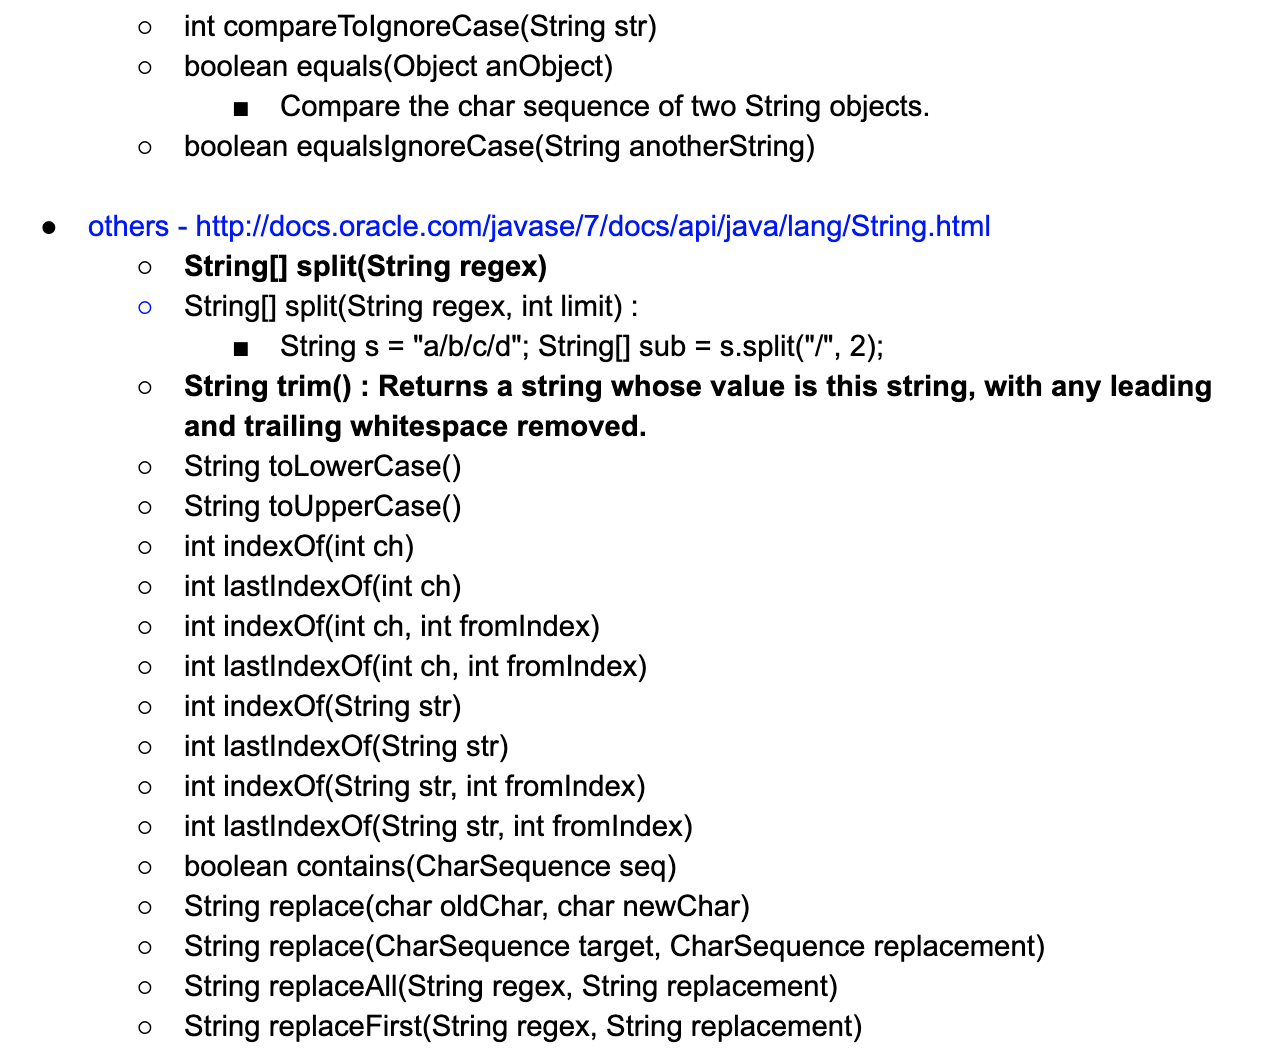 int compareToIgnoreCase(String str)
boolean equals(Object anObject)
Compare the char sequence of two String objects.
boolean equalsIgnoreCase(String anotherString)
others - http://docs.oracle.com/javase/7/docs/api/java/lang/String.html
String[] split(String regex)
String[] split(String regex, int limit) :
String s = "a/b/c/d"; String[] sub = s.split("/", 2);
String trim() : Returns a string whose value is this string, with any leading
and trailing whitespace removed.
String toLowerCase()
String toUpperCase()
int indexOf(int ch)
int lastIndexOf(int ch)
int indexOf(int ch, int fromIndex)
int lastIndexOf(int ch, int fromIndex)
int indexOf(String str)
int lastIndexOf(String str)
int indexOf(String str, int fromIndex)
int lastIndexOf(String str, int fromIndex)
boolean contains(CharSequence seq)
String replace(char oldChar, char newChar)
String replace(CharSequence target, CharSequence replacement)
String replaceAll(String regex, String replacement)
String replaceFirst(String regex, String replacement)